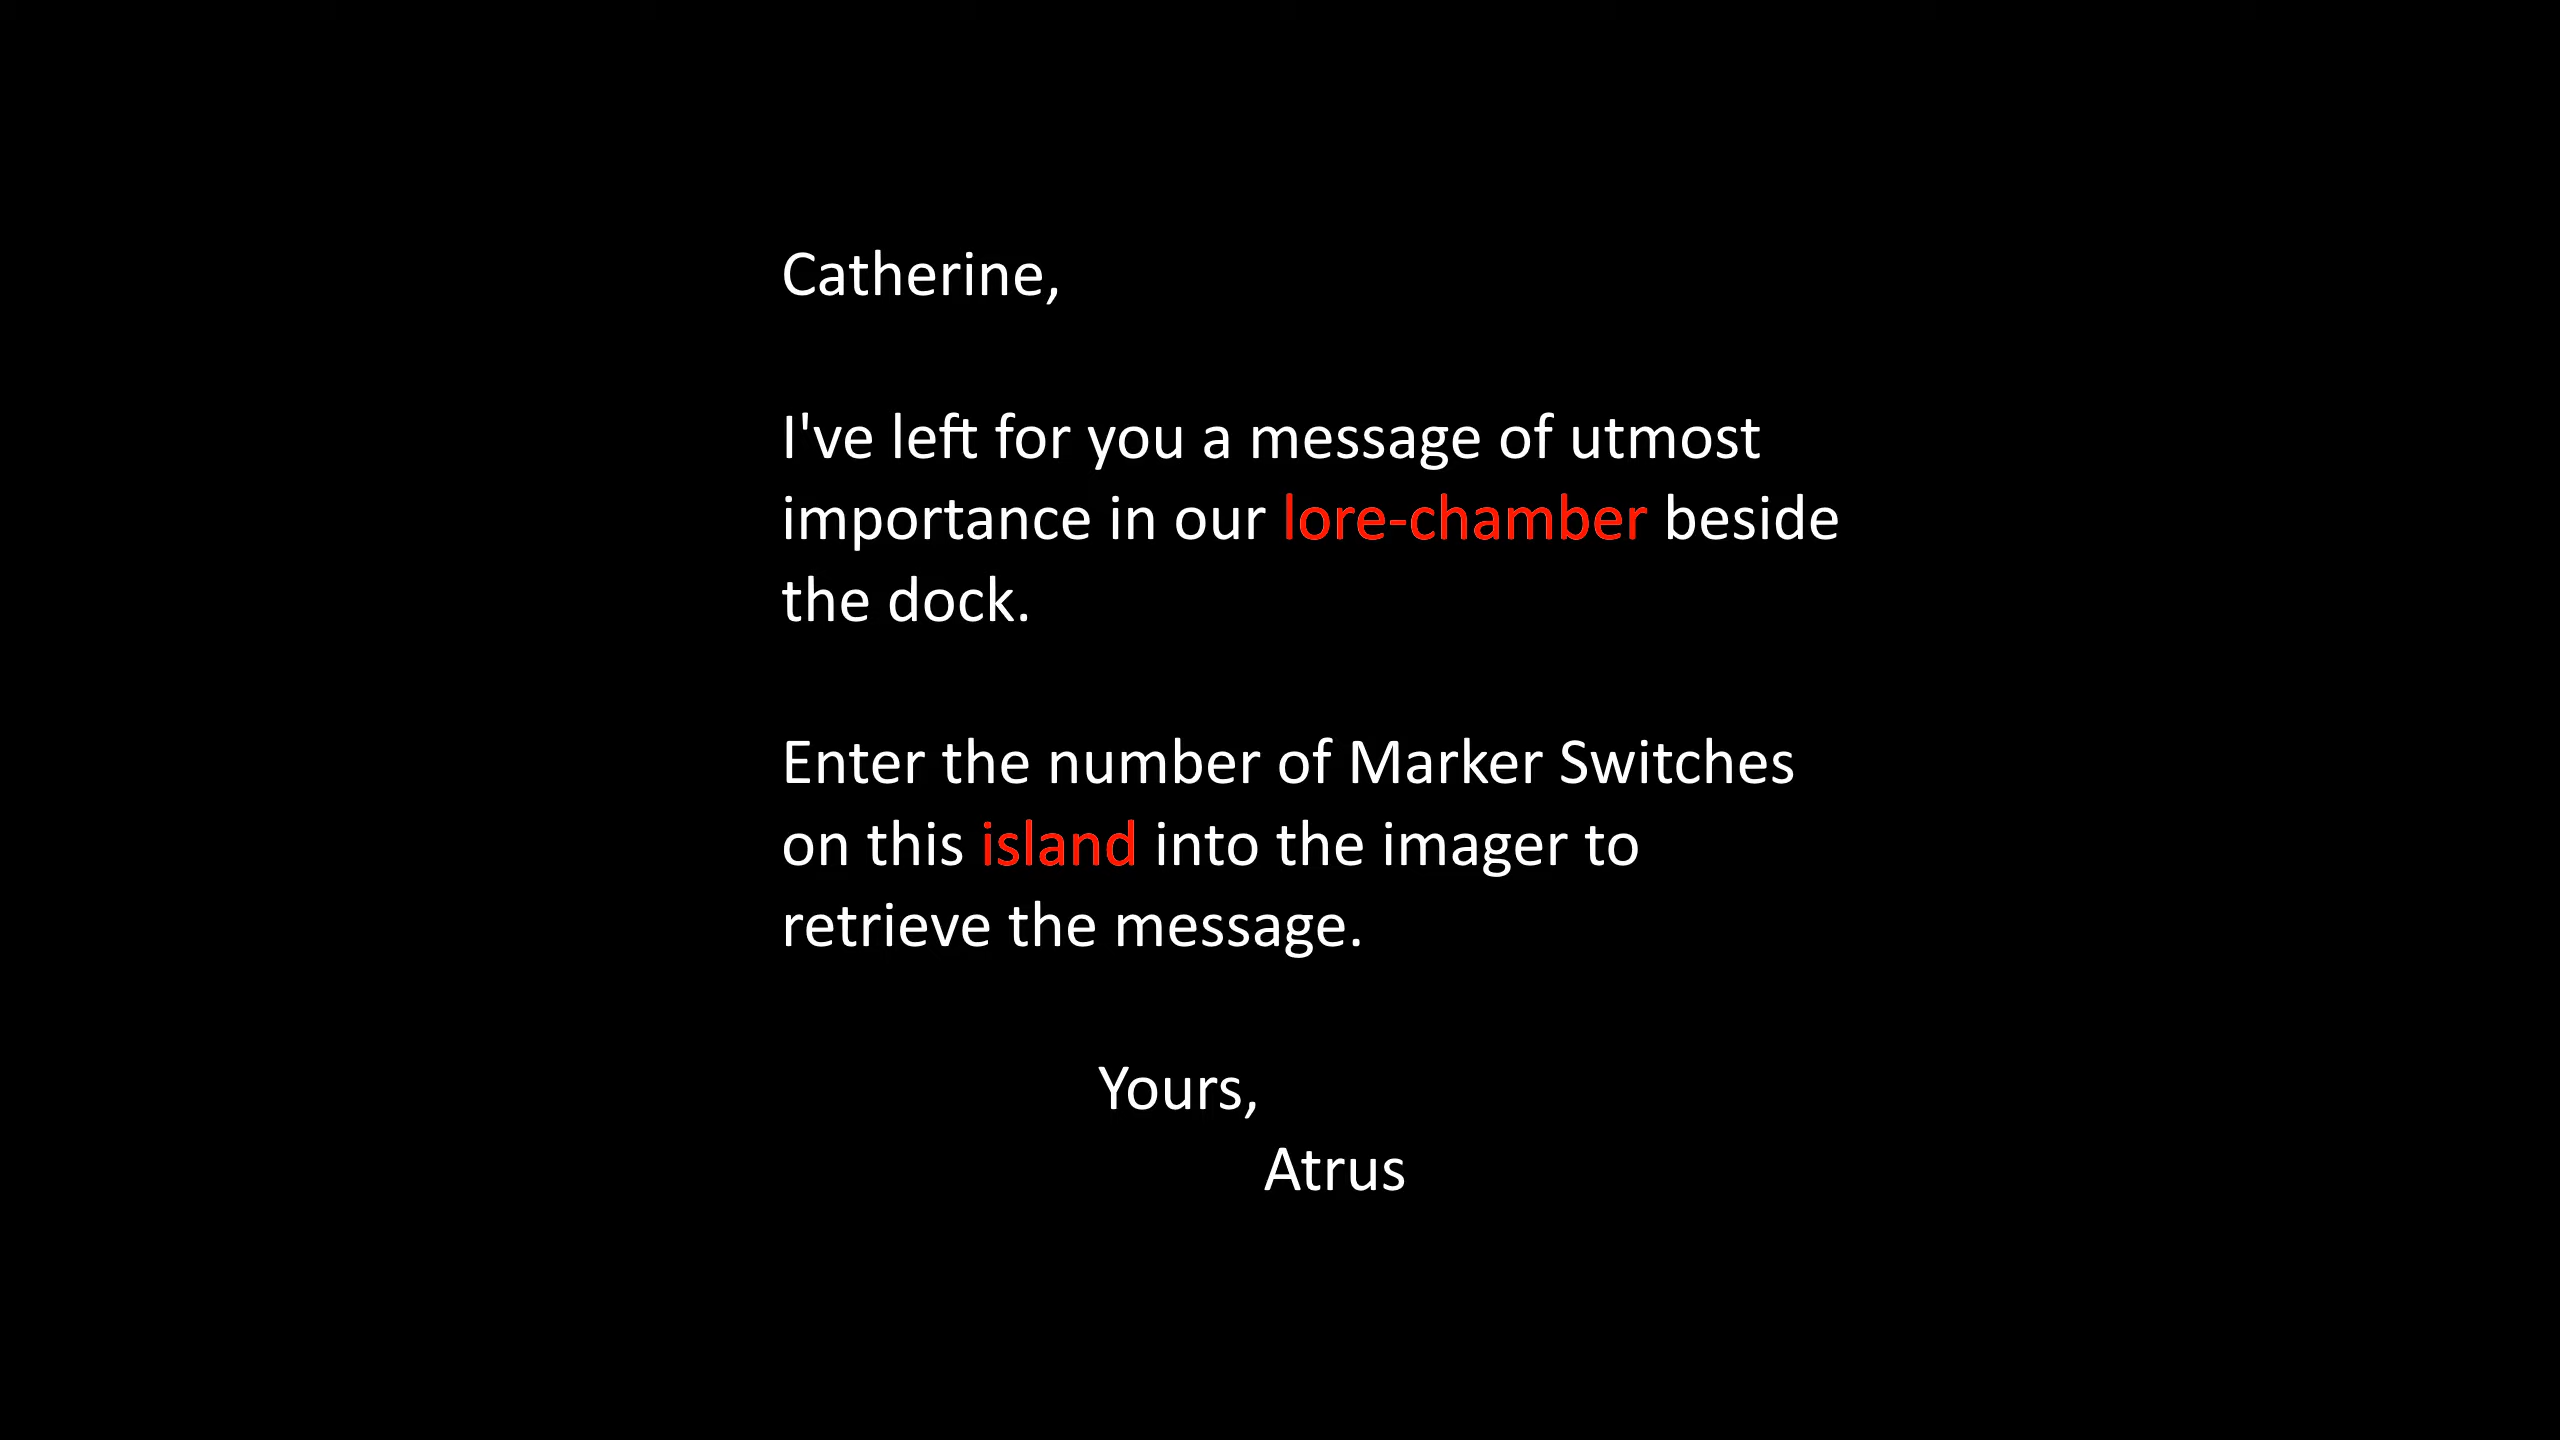 Catherine,
I've left for you a message of utmost
importance in our lore-chamber beside
the dock.
Enter the number of Marker Switches
on this island into the imager to
retrieve the message.
Yours,
Atrus